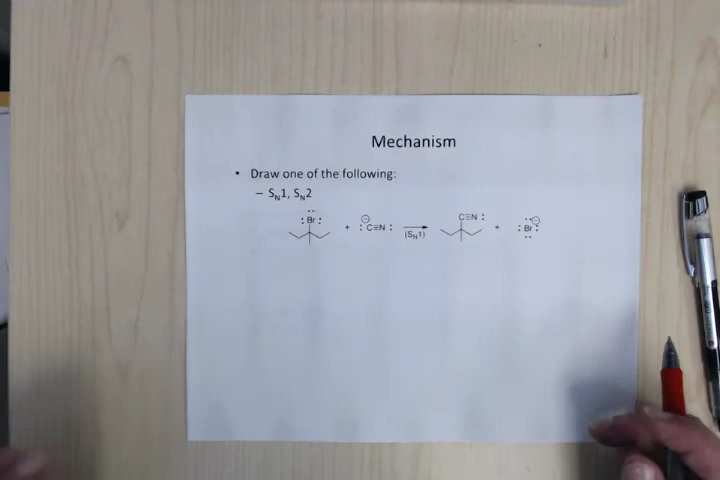 Mechanism
• Draw one of the following:
– SN1, SN2
:Br: + :C≡N: (SN1) C≡N: + :Br: